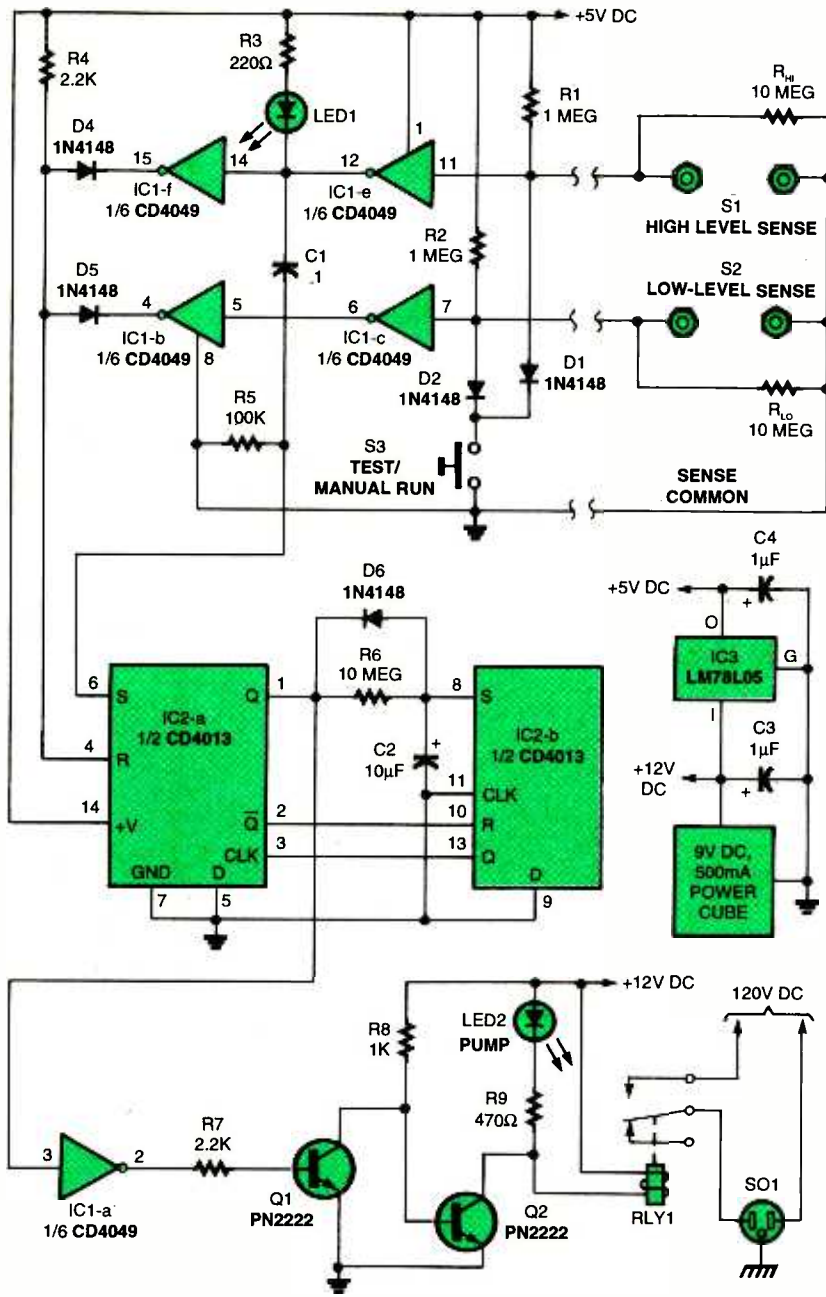 +5V DC
R4
2.2K
R3
220Ω
LED1
R1
1 MEG
R_HI
10 MEG
D4
1N4148
15
14
12
1
11
IC1-f
1/6 CD4049
IC1-e
1/6 CD4049
S1
HIGH LEVEL SENSE
R2
1 MEG
C1
.1
S2
LOW-LEVEL SENSE
D5
1N4148
4
5
6
7
IC1-b
1/6 CD4049
8
IC1-c
1/6 CD4049
D2
1N4148
D1
1N4148
R_LO
10 MEG
R5
100K
S3
TEST/
MANUAL RUN
SENSE
COMMON
D6
1N4148
C4
1µF
+5V DC
+
O
IC3
LM78L05
G
I
R6
10 MEG
6
S
Q
1
8
S
IC2-a
1/2 CD4013
IC2-b
1/2 CD4013
C2
10µF
+
C3
1µF
+12V
DC
+
4
R
11
CLK
14
+V
Q̅
2
10
R
CLK
3
13
Q
GND
D
7
5
D
9
9V DC,
500mA
POWER
CUBE
+12V DC
120V DC
R8
1K
LED2
PUMP
R9
470Ω
R7
2.2K
3
2
IC1-a
1/6 CD4049
Q1
PN2222
Q2
PN2222
RLY1
SO1